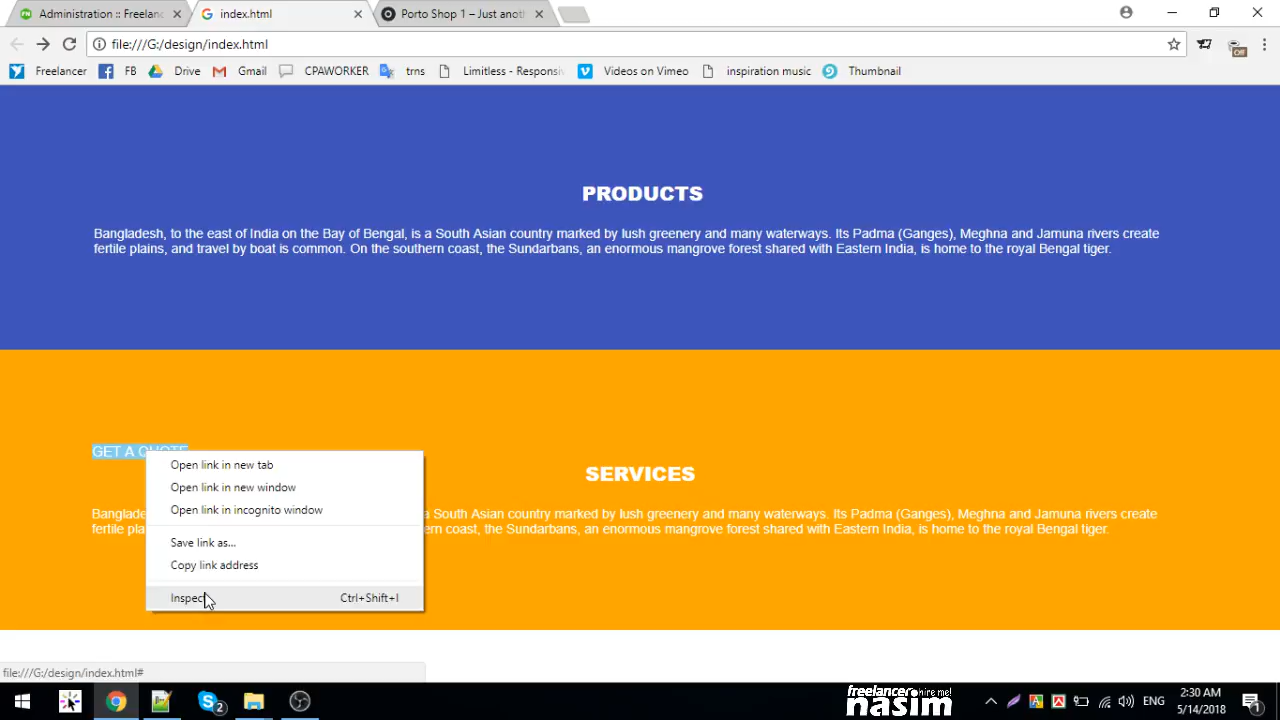 Administration :: Freelanc
index.html
Porto Shop 1 – Just anot
file:///G:/design/index.html
Freelancer
FB
Drive
Gmail
CPAWORKER
trns
Limitless - Responsiv
Videos on Vimeo
inspiration music
Thumbnail
PRODUCTS
Bangladesh, to the east of India on the Bay of Bengal, is a South Asian country marked by lush greenery and many waterways. Its Padma (Ganges), Meghna and Jamuna rivers create
fertile plains, and travel by boat is common. On the southern coast, the Sundarbans, an enormous mangrove forest shared with Eastern India, is home to the royal Bengal tiger.
GET A QUOTE
SERVICES
Banglade a South Asian country marked by lush greenery and many waterways. Its Padma (Ganges), Meghna and Jamuna rivers create
fertile pla ern coast, the Sundarbans, an enormous mangrove forest shared with Eastern India, is home to the royal Bengal tiger.
Open link in new tab
Open link in new window
Open link in incognito window
Save link as...
Copy link address
Inspect Ctrl+Shift+I
file:///G:/design/index.html#
freelancer hire me!
nasim
ENG
2:30 AM
5/14/2018